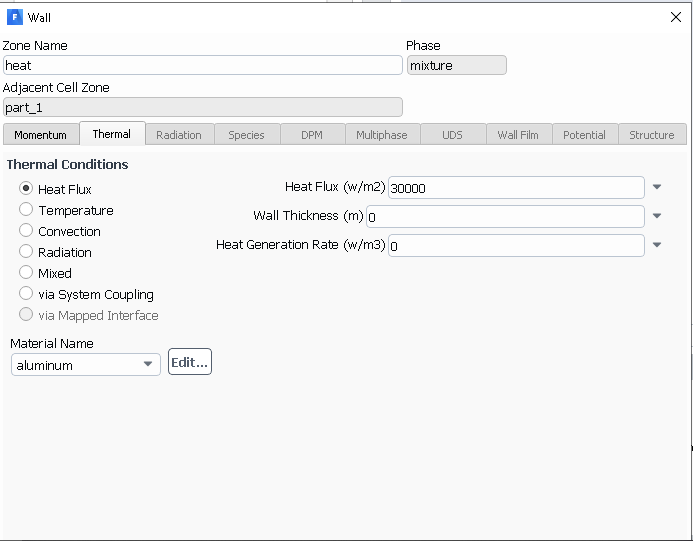 F Wall
Zone Name Phase
heat mixture
Adjacent Cell Zone
part_1
Momentum Thermal Radiation Species DPM Multiphase UDS Wall Film Potential Structure
Thermal Conditions
Heat Flux Heat Flux (w/m2) 30000
Temperature Wall Thickness (m) 0
Convection Heat Generation Rate (w/m3) 0
Radiation
Mixed
via System Coupling
via Mapped Interface
Material Name
aluminum Edit...